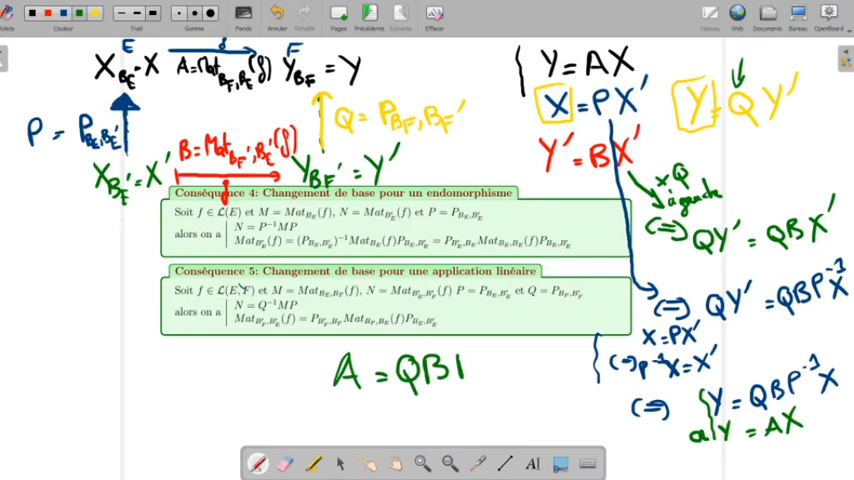 Couleur
Annuler
Refaire
Fonds
Pages
Précédente
Suivante
Effacer
Tableau
Web
Documents
Bureau
OpenBoard
E
F
X_{B_E} = X
A = Mat_{B_F, B_E}(f)
Y_{B_F} = Y
P = P_{B_E, B_E'}
Q = P_{B_F, B_F'}
B = Mat_{B_F', B_E'}(f)
X_{B_E'} = X'
Y_{B_F'} = Y'
f
Conséquence 4: Changement de base pour un endomorphisme
Soit f ∈ L(E) et M = Mat_{B_E}(f), N = Mat_{B_E'}(f) et P = P_{B_E,B_E'}
alors on a | N = P^{-1}MP
Mat_{B_E'}(f) = (P_{B_E,B_E'})^{-1}Mat_{B_E}(f)P_{B_E,B_E'} = P_{B_E',B_E}Mat_{B_E,B_E}(f)P_{B_E,B_E'}
Conséquence 5: Changement de base pour une application linéaire
Soit f ∈ L(E, F) et M = Mat_{B_E,B_F}(f), N = Mat_{B_E',B_F'}(f) P = P_{B_E,B_E'} et Q = P_{B_F,B_F'}
alors on a | N = Q^{-1}MP
Mat_{B_F',B_E'}(f) = P_{B_F',B_F}Mat_{B_F,B_E}(f)P_{B_E,B_E'}
A = QBP
Y = AX
X = PX'
Y = QY'
Y' = BX'
× Q
à gauche
(=) QY' = QBX'
(=) QY' = QBP^{-1}X
X = PX'
(=) P^{-1}X = X'
(=) Y = QBP^{-1}X
a Y = AX